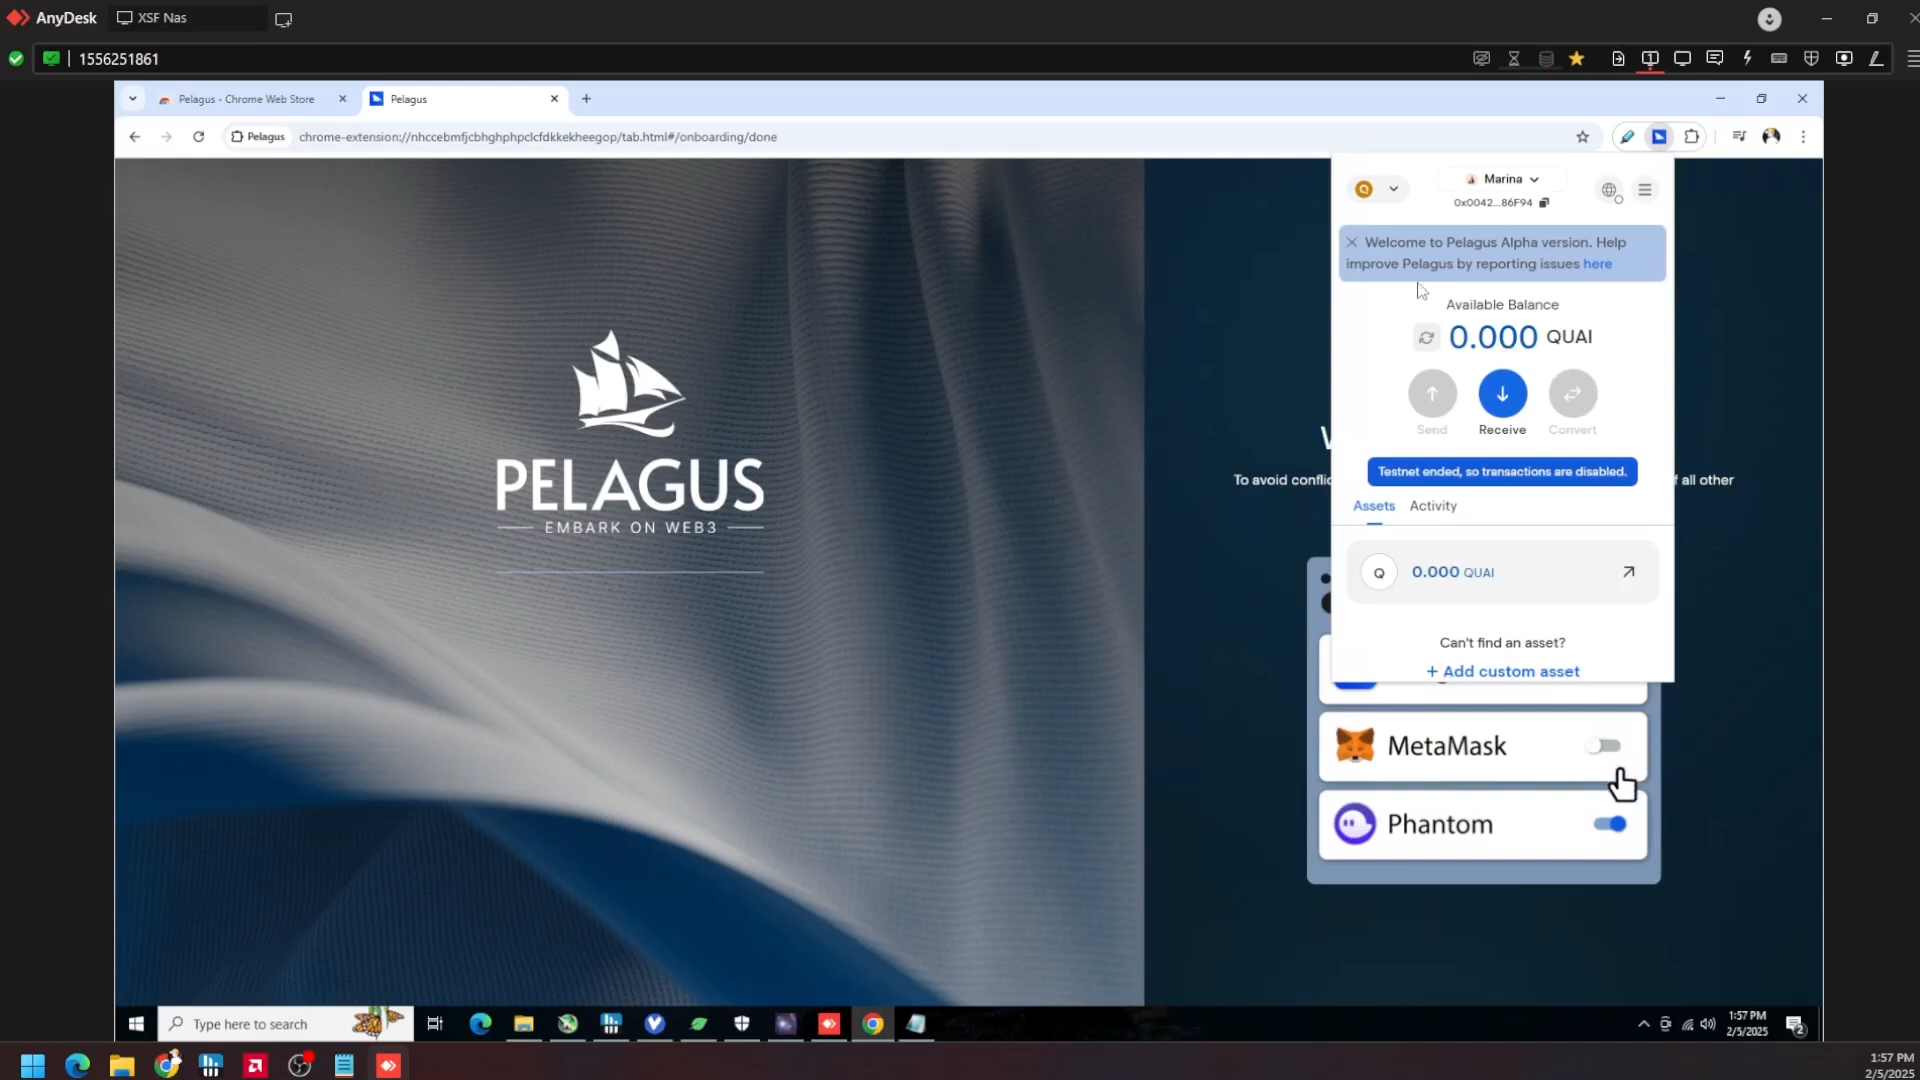 AnyDesk
XSF Nas
1556251861
Pelagus - Chrome Web Store
Pelagus
Pelagus
chrome-extension://nhccebmfjcbhghphpclcfdkkekheegop/tab.html#/onboarding/done
Marina
0x0042...86F94
Welcome to Pelagus Alpha version. Help
improve Pelagus by reporting issues here
Available Balance
0.000 QUAI
Send
Receive
Convert
Testnet ended, so transactions are disabled.
Assets
Activity
Q
0.000 QUAI
Can't find an asset?
+ Add custom asset
PELAGUS
EMBARK ON WEB3
To avoid conflic
f all other
MetaMask
Phantom
Type here to search
1:57 PM
2/5/2025
2
1:57 PM
2/5/2025